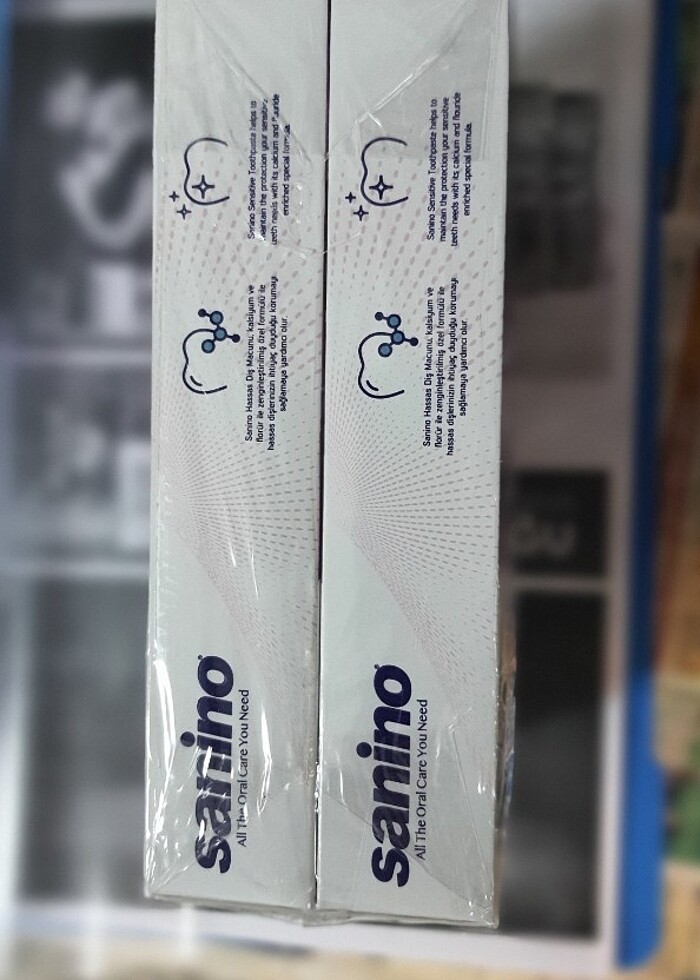 sanino
All The Oral Care You Need
Sanino Hassas Diş Macunu, kalsiyum ve
florür ile zenginleştirilmiş özel formülü ile
hassas dişlerinizin ihtiyaç duyduğu korumayı
sağlamaya yardımcı olur.
Sanino Sensitive Toothpaste helps to
maintain the protection your sensitive
teeth needs with its calcium and flouride
enriched special formula.
sanino
All The Oral Care You Need
Sanino Hassas Diş Macunu, kalsiyum ve
florür ile zenginleştirilmiş özel formülü ile
hassas dişlerinizin ihtiyaç duyduğu korumayı
sağlamaya yardımcı olur.
Sanino Sensitive Toothpaste helps to
maintain the protection your sensitive
teeth needs with its calcium and flouride
enriched special formula.